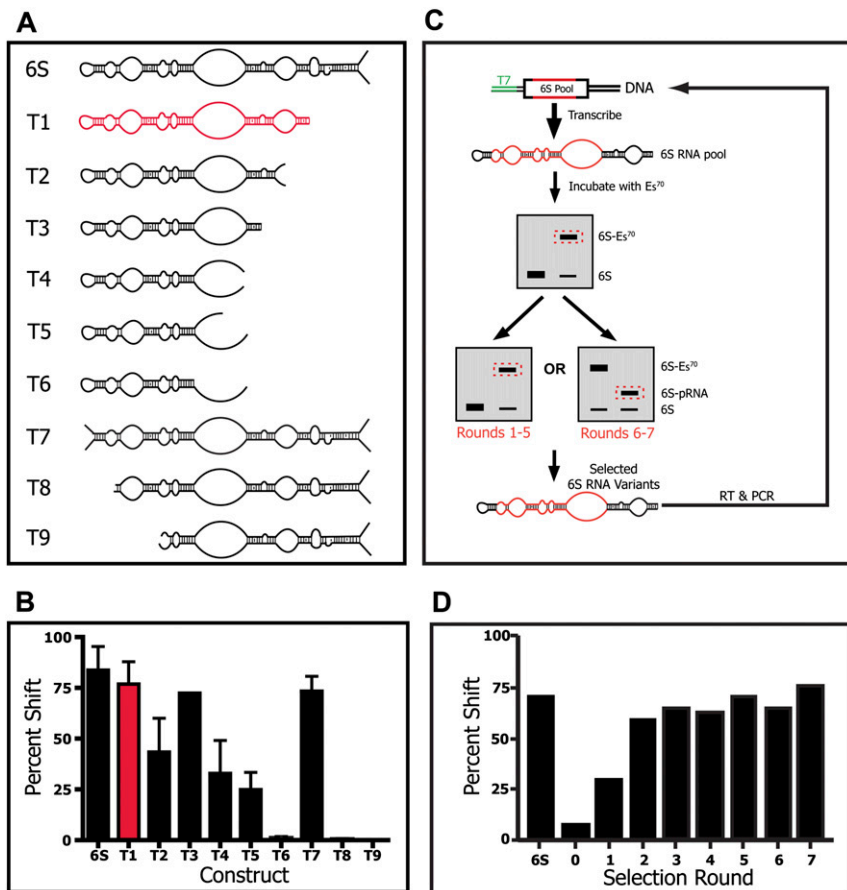 A
6S
T1
T2
T3
T4
T5
T6
T7
T8
T9
C
T7
6S Pool
DNA
Transcribe
6S RNA pool
Incubate with Es⁷⁰
6S-Es⁷⁰
6S
OR
6S-Es⁷⁰
6S-pRNA
6S
Rounds 1-5
Rounds 6-7
Selected
6S RNA Variants
RT & PCR
B
Percent Shift
100
75
50
25
0
6S T1 T2 T3 T4 T5 T6 T7 T8 T9
Construct
D
Percent Shift
100
75
50
25
0
6S 0 1 2 3 4 5 6 7
Selection Round